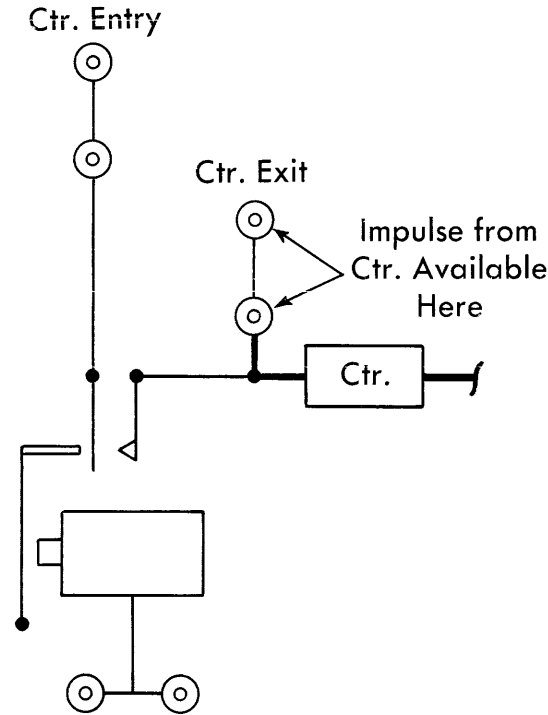 Ctr. Entry
Ctr. Exit
Impulse from
Ctr. Available
Here
Ctr.